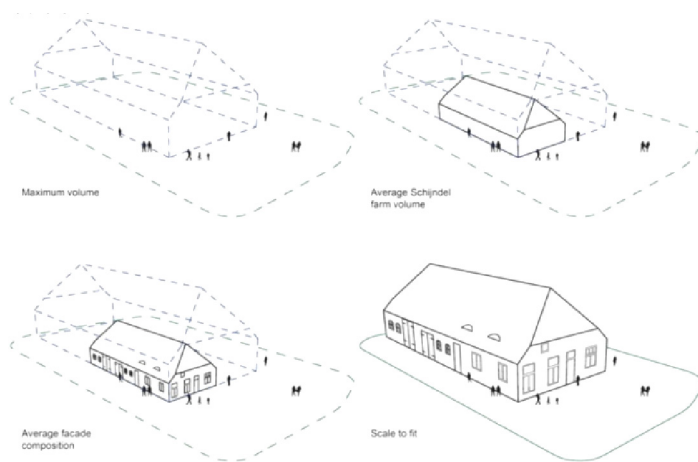 Maximum volume
Average Schijndel
farm volume
Average facade
composition
Scale to fit